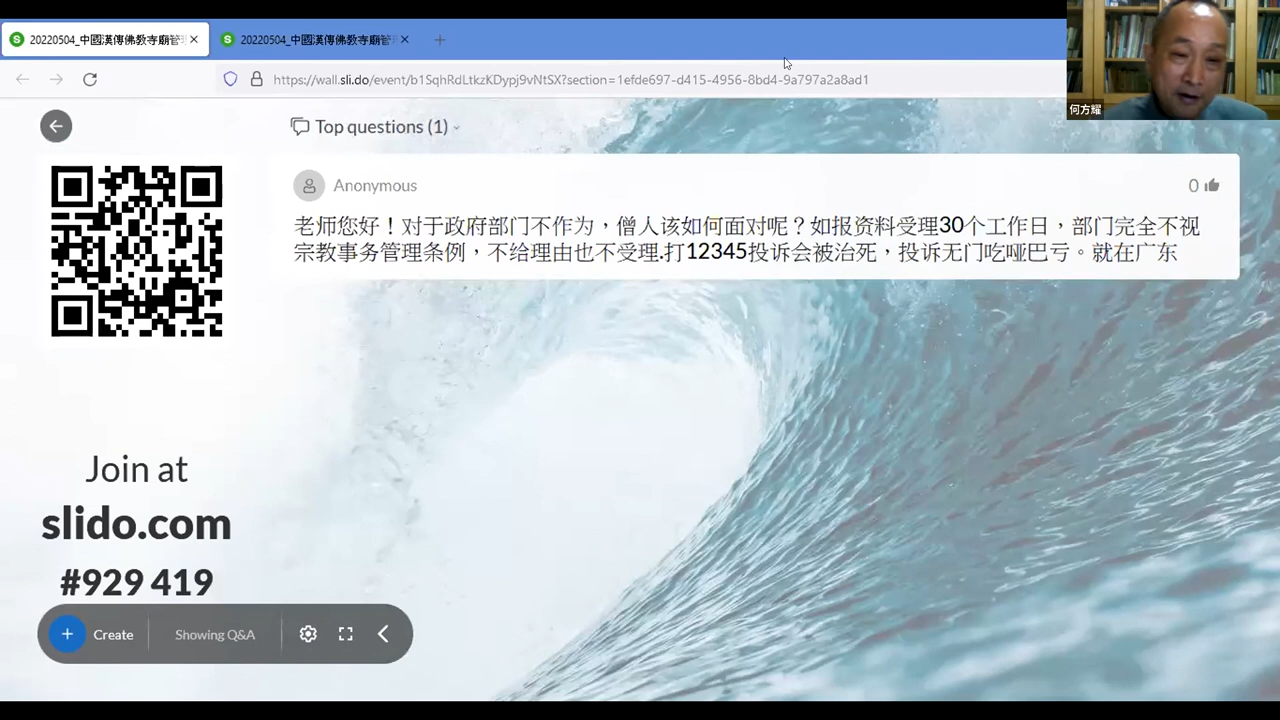 20220504_中國漢傳佛教寺廟管理
20220504_中國漢傳佛教寺廟管理
https://wall.sli.do/event/b1SqhRdLtkzKDypj9vNtSX?section=1efde697-d415-4956-8bd4-9a797a2a8ad1
何方耀
Top questions (1)
Anonymous
0
老师您好！对于政府部门不作为，僧人该如何面对呢？如报资料受理30个工作日，部门完全不视
宗教事务管理条例，不给理由也不受理.打12345投诉会被治死，投诉无门吃哑巴亏。就在广东
Join at
slido.com
#929 419
Create
Showing Q&A